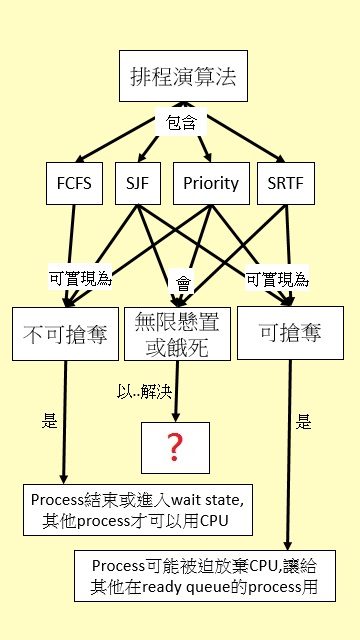 排程演算法
包含
FCFS
SJF
Priority
SRTF
可實現為
會
可實現為
不可搶奪
無限懸置
或餓死
可搶奪
以..解決
是
是
?
Process結束或進入wait state,
其他process才可以用CPU
Process可能被迫放棄CPU,讓給
其他在ready queue的process用